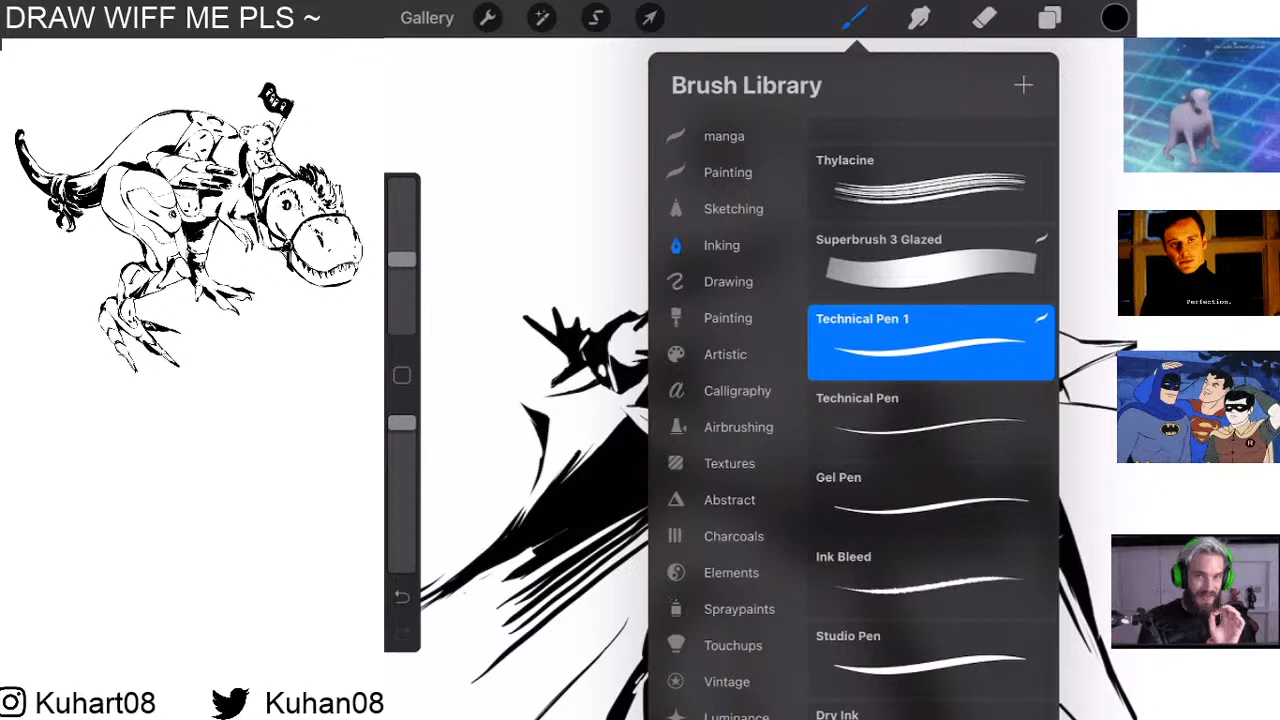 DRAW WIFF ME PLS ~
Gallery
Brush Library
manga
Painting
Sketching
Inking
Drawing
Painting
Artistic
Calligraphy
Airbrushing
Textures
Abstract
Charcoals
Elements
Spraypaints
Touchups
Vintage
Luminance
Thylacine
Superbrush 3 Glazed
Technical Pen 1
Technical Pen
Gel Pen
Ink Bleed
Studio Pen
Dry Ink
Perfection.
R
Kuhart08
Kuhan08